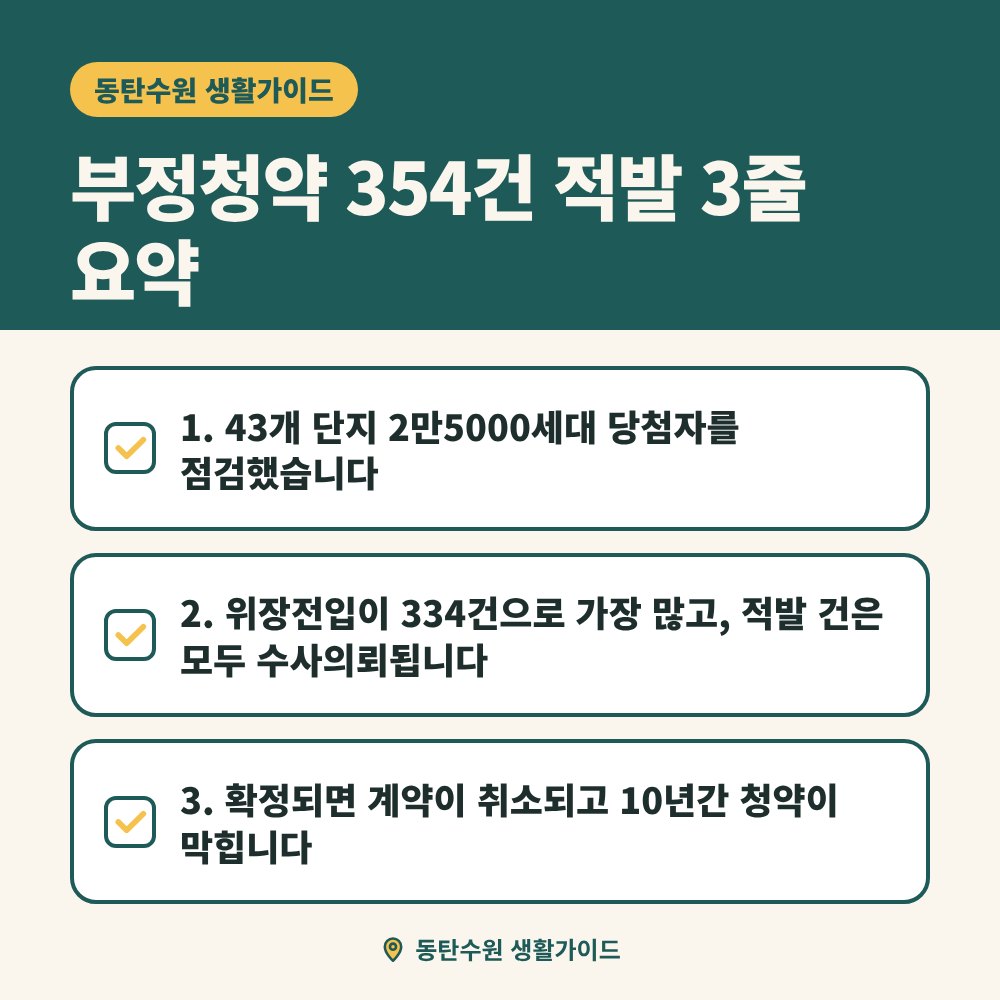 동탄수원 생활가이드
부정청약 354건 적발 3줄
요약
1. 43개 단지 2만5000세대 당첨자를
점검했습니다
2. 위장전입이 334건으로 가장 많고, 적발 건은
모두 수사의뢰됩니다
3. 확정되면 계약이 취소되고 10년간 청약이
막힙니다
동탄수원 생활가이드